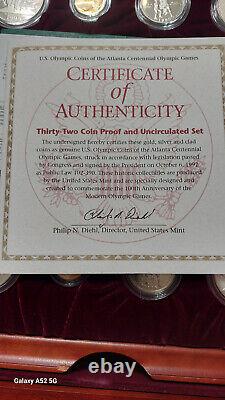 U.S. Olympic Coins of the Atlanta Centennial Olympic Games
CERTIFICATE
of
AUTHENTICITY
Thirty-Two Coin Proof and Uncirculated Set
The undersigned hereby certifies these gold, silver and clad
coins as genuine U.S. Olympic Coins of the Atlanta Centennial
Olympic Games, struck in accordance with legislation passed
by Congress and signed by the President on October 6, 1992
as Public Law 102-390. These historic collectibles are produced
by the United States Mint and are specially designed and
created to commemorate the 100th Anniversary of the
Modern Olympic Games.
Philip N. Diehl
Philip N. Diehl, Director, United States Mint
Galaxy A52 5G